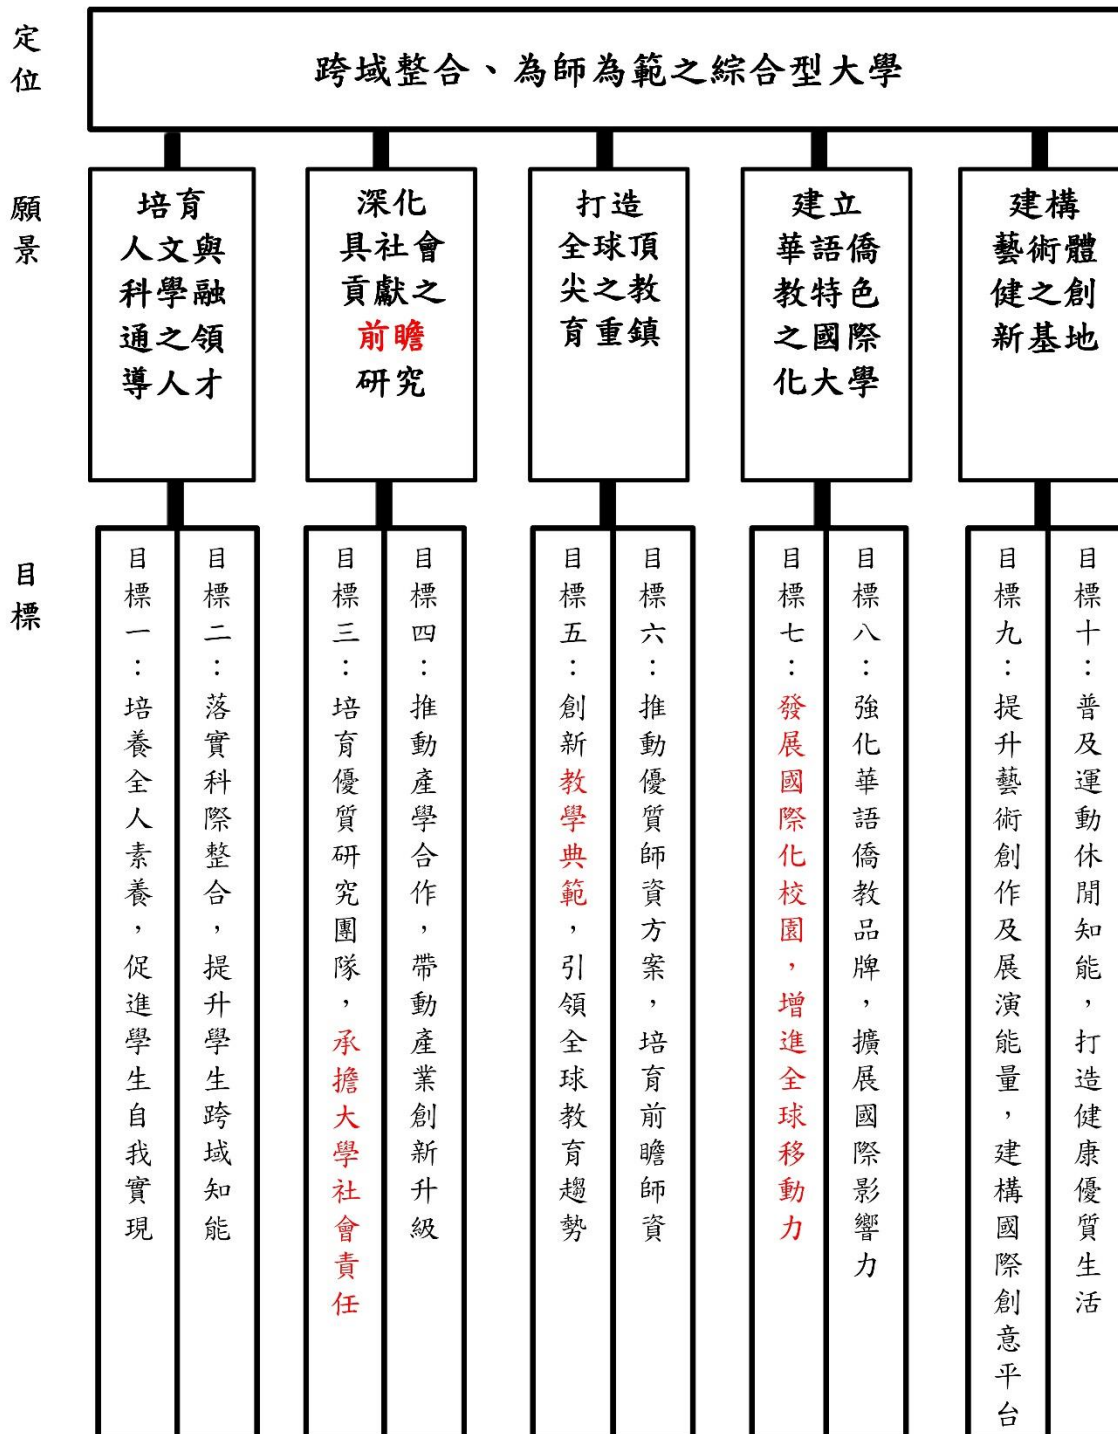 定位
跨域整合、為師為範之綜合型大學
願景
培育
人文與
科學融
通之領
導人才
深化
具社會
貢獻之
前瞻
研究
打造
全球頂
尖之教
育重鎮
建立
華語僑
教特色
之國際
化大學
建構
藝術體
健之創
新基地
目標
目標一：培養全人素養，促進學生自我實現
目標二：落實科際整合，提升學生跨域知能
目標三：培育優質研究團隊，承擔大學社會責任
目標四：推動產學合作，帶動產業創新升級
目標五：創新教學典範，引領全球教育趨勢
目標六：推動優質師資方案，培育前瞻師資
目標七：發展國際化校園，增進全球移動力
目標八：強化華語僑教品牌，擴展國際影響力
目標九：提升藝術創作及展演能量，建構國際創意平台
目標十：普及運動休閒知能，打造健康優質生活